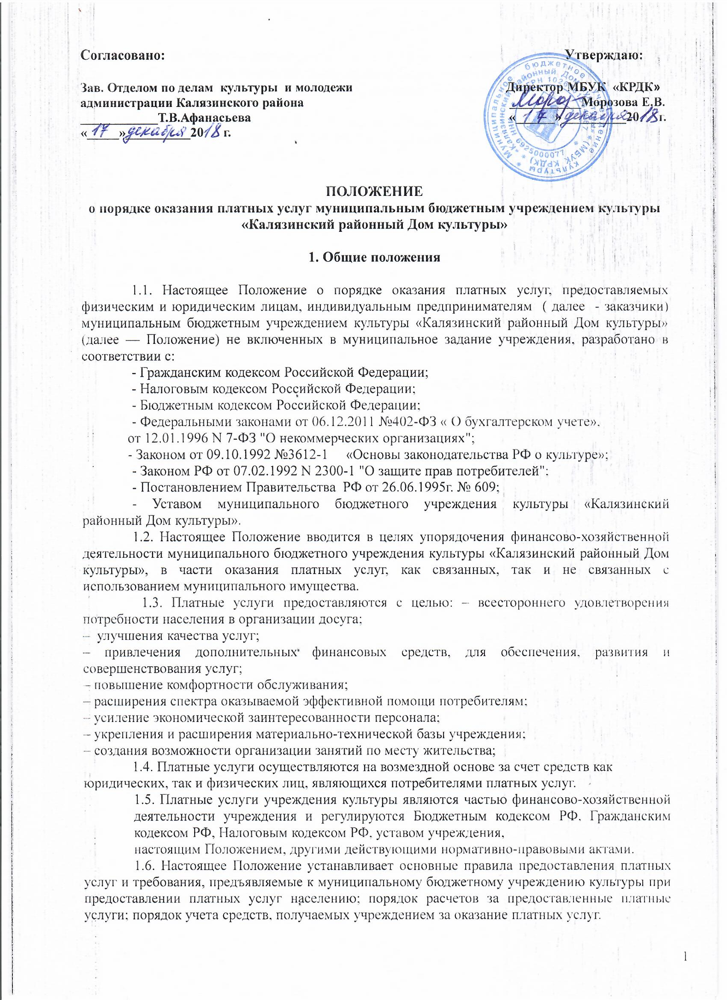 Согласовано:
Утверждаю:
Зав. Отделом по делам культуры и молодежи
администрации Калязинского района
____________Т.В.Афанасьева
«_17_»декабря 2018 г.
Директор МБУК «КРДК»
Мороз Морозова Е.В.
«_17_» декабря 2018г.
Муниципальное бюджетное учреждение культуры
ИНН 6925000077
(МБУК КРДК)
ПОЛОЖЕНИЕ
о порядке оказания платных услуг муниципальным бюджетным учреждением культуры
«Калязинский районный Дом культуры»
1. Общие положения
1.1. Настоящее Положение о порядке оказания платных услуг, предоставляемых
физическим и юридическим лицам, индивидуальным предпринимателям ( далее - заказчики)
муниципальным бюджетным учреждением культуры «Калязинский районный Дом культуры»
(далее — Положение) не включенных в муниципальное задание учреждения, разработано в
соответствии с:
- Гражданским кодексом Российской Федерации;
- Налоговым кодексом Российской Федерации;
- Бюджетным кодексом Российской Федерации;
- Федеральными законами от 06.12.2011 №402-ФЗ « О бухгалтерском учете»,
от 12.01.1996 N 7-ФЗ "О некоммерческих организациях";
- Законом от 09.10.1992 №3612-1 «Основы законодательства РФ о культуре»;
- Законом РФ от 07.02.1992 N 2300-1 "О защите прав потребителей";
- Постановлением Правительства РФ от 26.06.1995г. № 609;
- Уставом муниципального бюджетного учреждения культуры «Калязинский
районный Дом культуры».
1.2. Настоящее Положение вводится в целях упорядочения финансово-хозяйственной
деятельности муниципального бюджетного учреждения культуры «Калязинский районный Дом
культуры», в части оказания платных услуг, как связанных, так и не связанных с
использованием муниципального имущества.
1.3. Платные услуги предоставляются с целью: – всестороннего удовлетворения
потребности населения в организации досуга;
– улучшения качества услуг;
– привлечения дополнительных финансовых средств, для обеспечения, развития и
совершенствования услуг;
– повышение комфортности обслуживания;
– расширения спектра оказываемой эффективной помощи потребителям;
– усиление экономической заинтересованности персонала;
– укрепления и расширения материально-технической базы учреждения;
– создания возможности организации занятий по месту жительства;
1.4. Платные услуги осуществляются на возмездной основе за счет средств как
юридических, так и физических лиц, являющихся потребителями платных услуг.
1.5. Платные услуги учреждения культуры являются частью финансово-хозяйственной
деятельности учреждения и регулируются Бюджетным кодексом РФ, Гражданским
кодексом РФ, Налоговым кодексом РФ, уставом учреждения,
настоящим Положением, другими действующими нормативно-правовыми актами.
1.6. Настоящее Положение устанавливает основные правила предоставления платных
услуг и требования, предъявляемые к муниципальному бюджетному учреждению культуры при
предоставлении платных услуг населению; порядок расчетов за предоставленные платные
услуги; порядок учета средств, получаемых учреждением за оказание платных услуг.
1